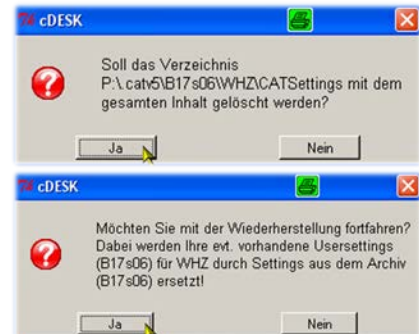 cDESK
Soll das Verzeichnis
P:\.catv5\B17s06\WHZ\CATSettings mit dem
gesamten Inhalt gelöscht werden?
Ja
Nein
cDESK
Möchten Sie mit der Wiederherstellung fortfahren?
Dabei werden Ihre evt. vorhandene Usersettings
(B17s06) für WHZ durch Settings aus dem Archiv
(B17s06) ersetzt!
Ja
Nein